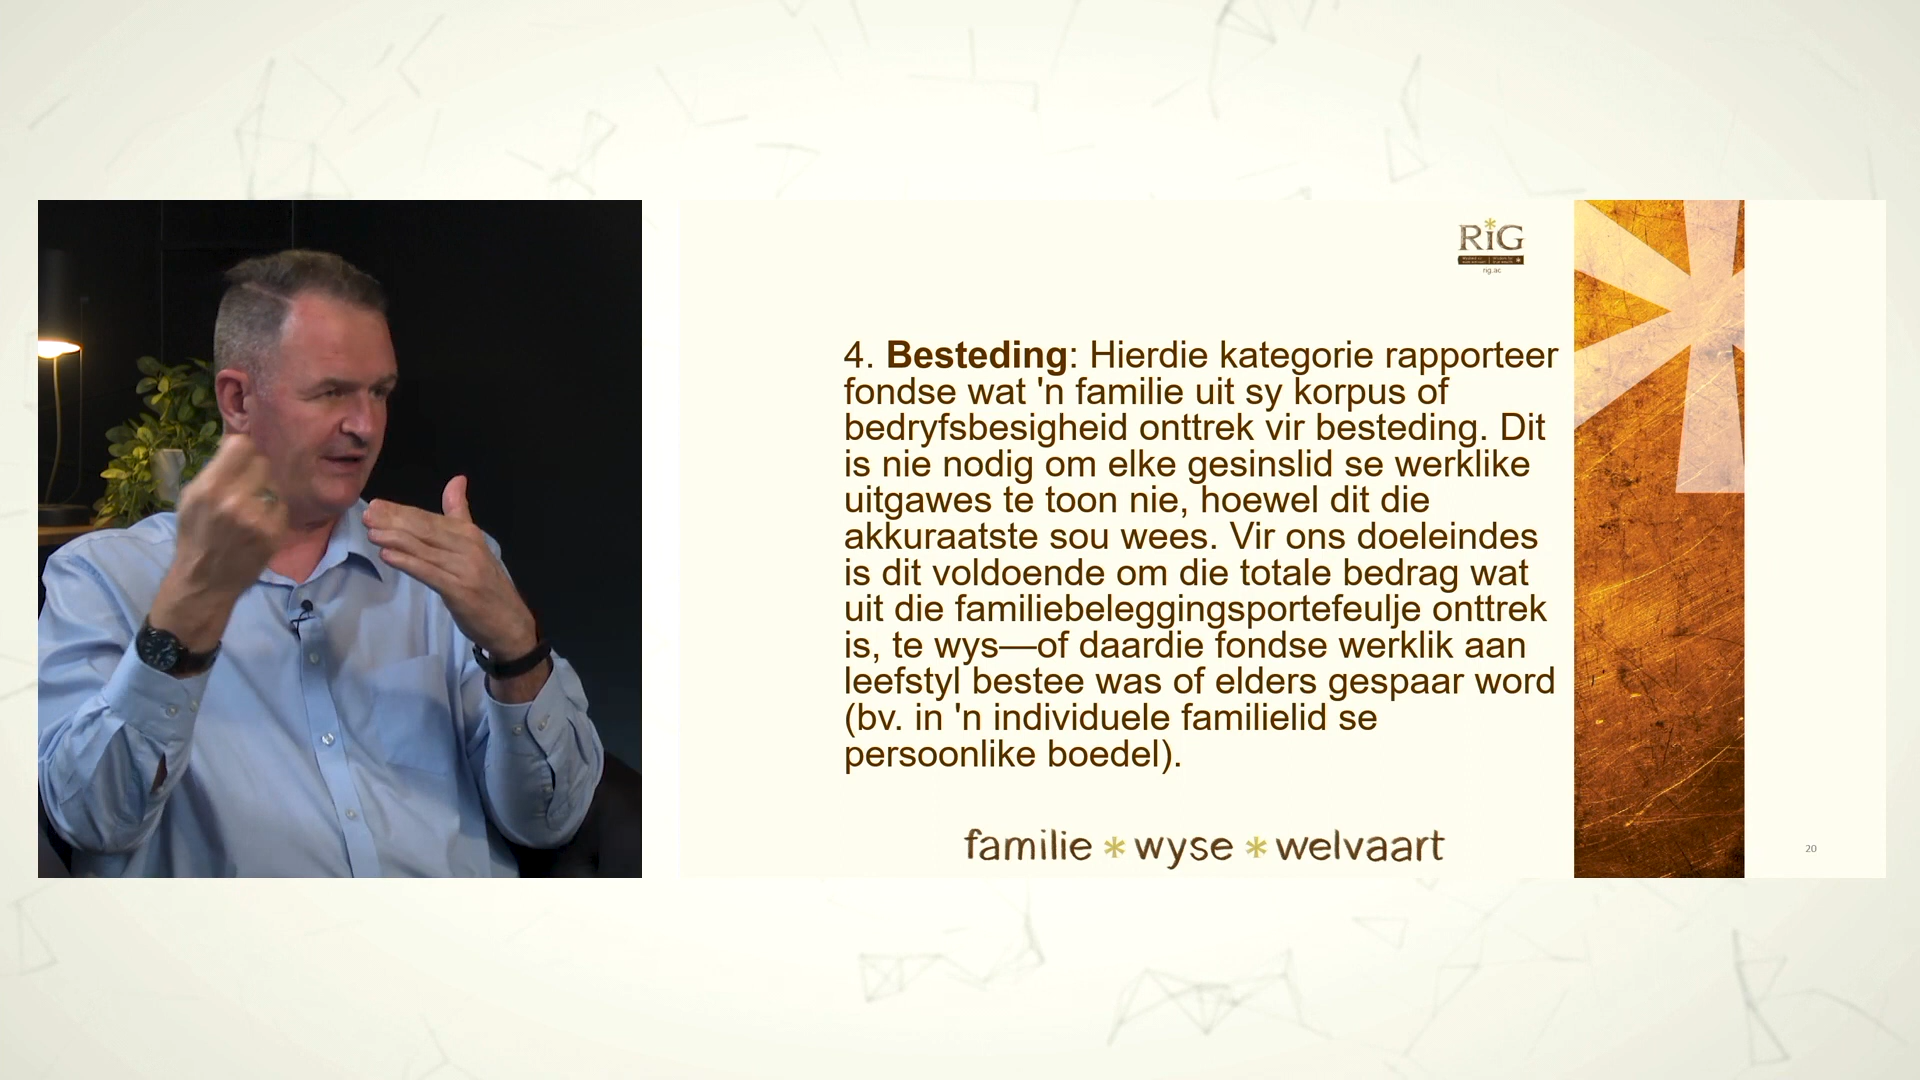 RiG
rig.ac
4. Besteding: Hierdie kategorie rapporteer
fondse wat 'n familie uit sy korpus of
bedryfsbesigheid onttrek vir besteding. Dit
is nie nodig om elke gesinslid se werklike
uitgawes te toon nie, hoewel dit die
akkuraatste sou wees. Vir ons doeleindes
is dit voldoende om die totale bedrag wat
uit die familiebeleggingsportefeulje onttrek
is, te wys—of daardie fondse werklik aan
leefstyl bestee was of elders gespaar word
(bv. in 'n individuele familielid se
persoonlike boedel).
familie * wyse * welvaart
20